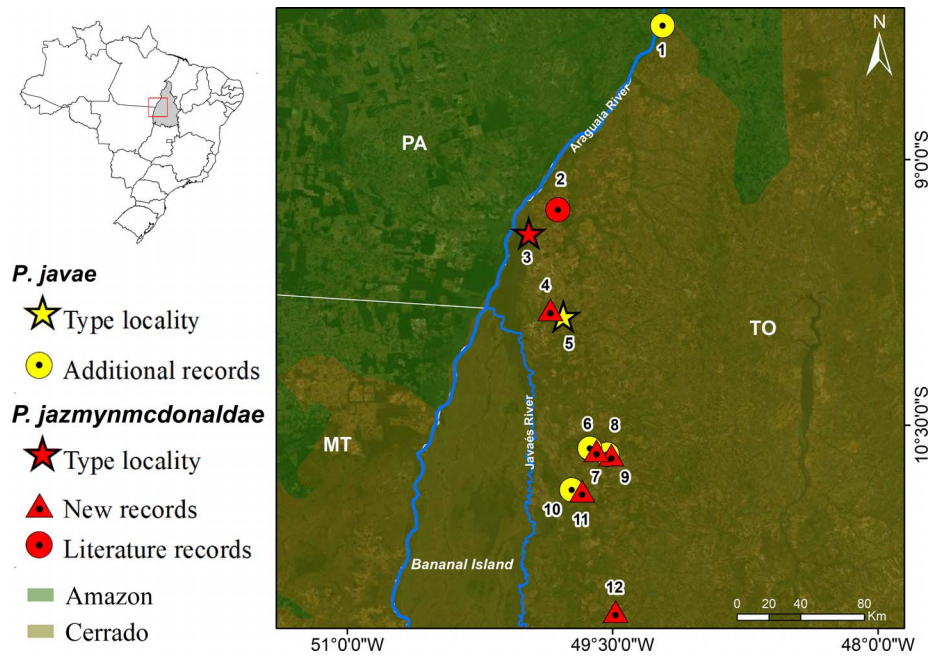 P. javae
Type locality
Additional records
P. jazmynmcdonaldae
Type locality
New records
Literature records
Amazon
Cerrado
N
1
Araguaia River
PA
2
9°0'0"S
3
4
5
TO
MT
Javaés River
6
8
10°30'0"S
7
9
10
11
Bananal Island
12
0 20 40 80
Km
51°0'0"W 49°30'0"W 48°0'0"W